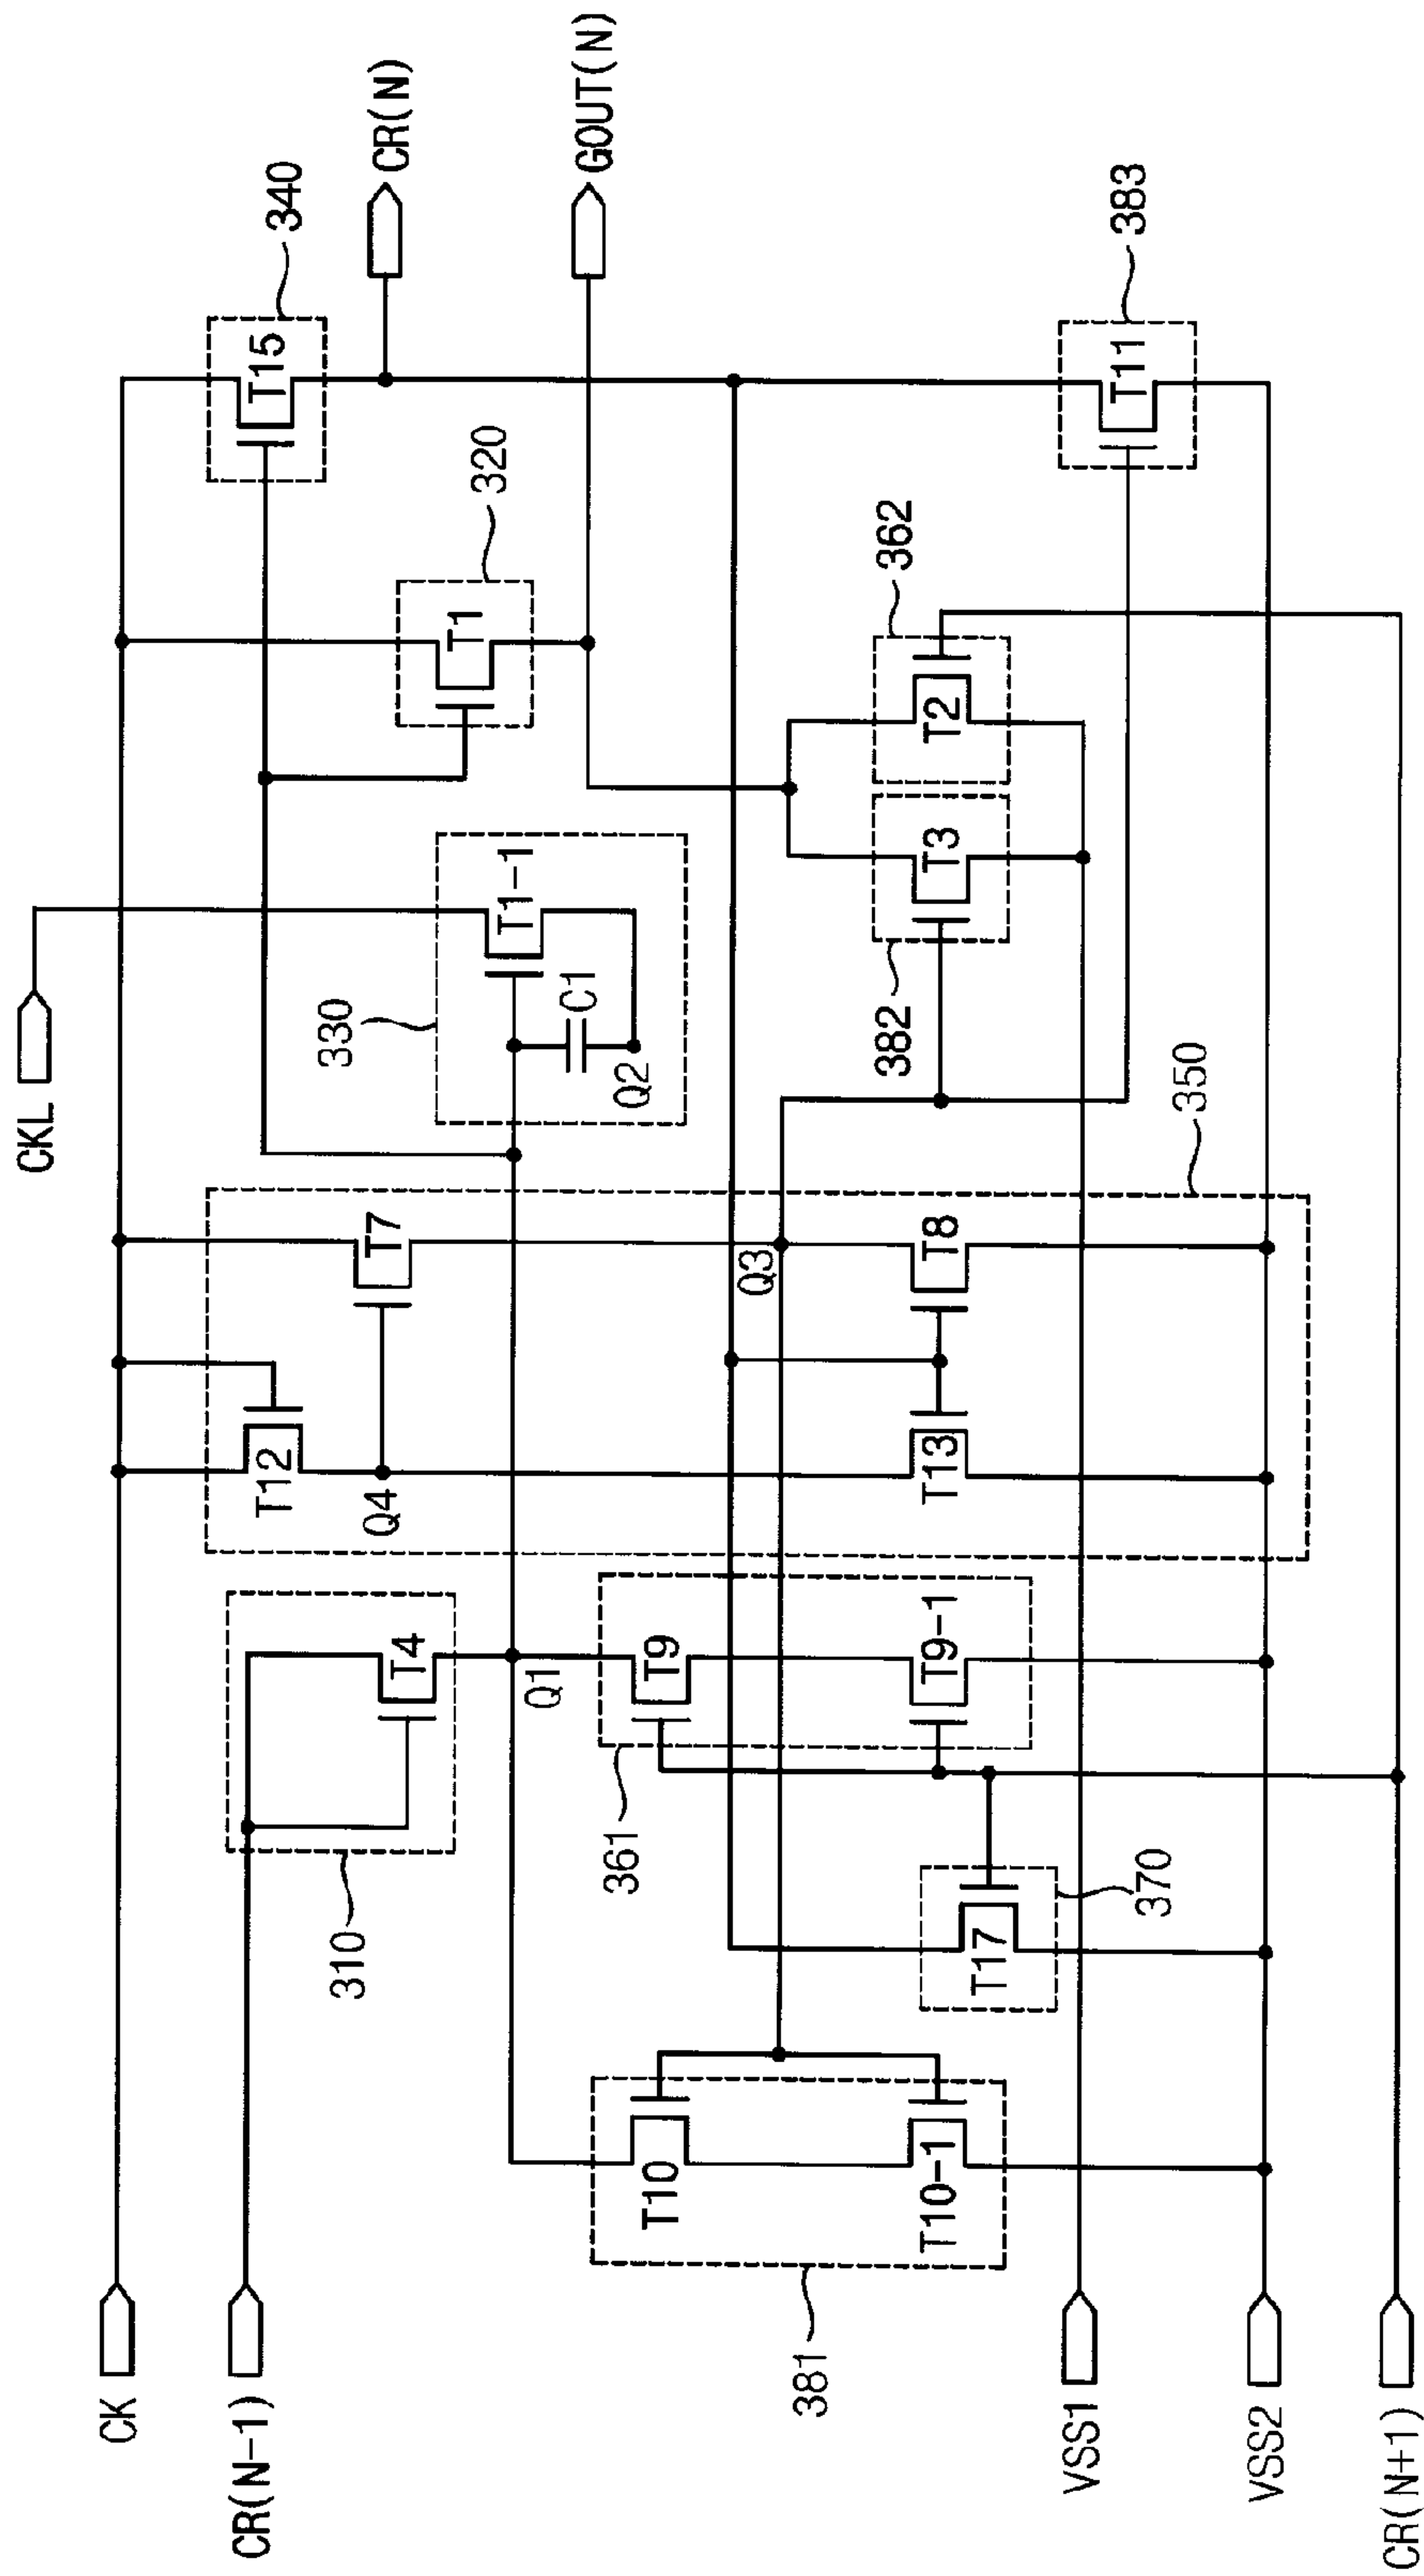 CKL
CK
CR(N-1)
310
T4
T12
Q4
T7
330
T1-1
C1
Q2
T1
320
T15
340
CR(N)
GOUT(N)
Q1
361
T9
T9-1
Q3
T13
T8
350
T10
T10-1
381
T17
370
382
T3
T2
362
T11
383
VSS1
VSS2
CR(N+1)